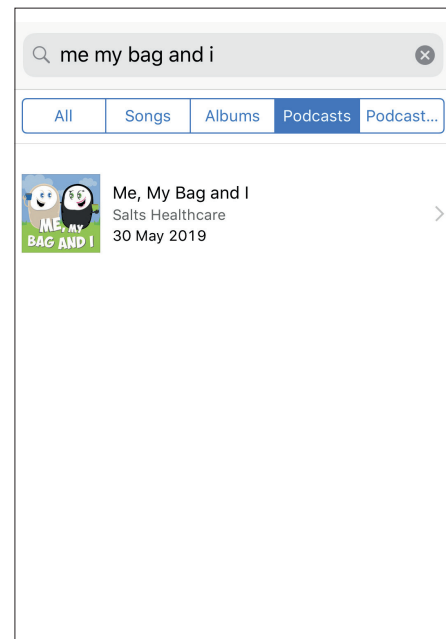 me my bag and i
All Songs Albums Podcasts Podcast...
ME, MY
BAG AND I
Me, My Bag and I
Salts Healthcare
30 May 2019